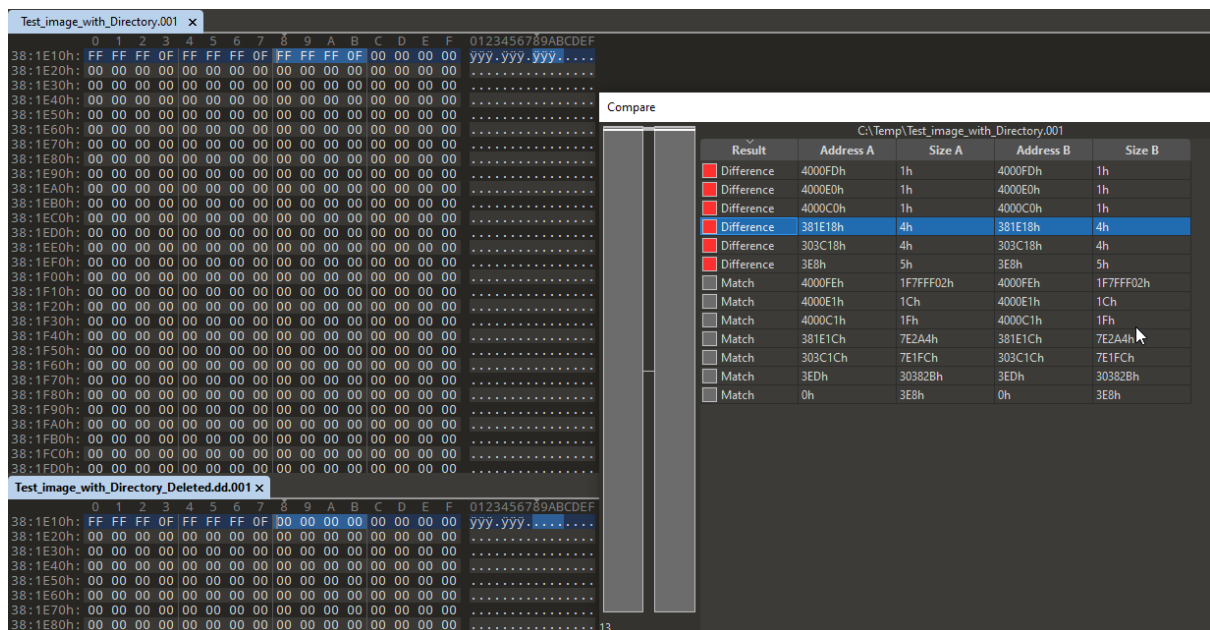 Test_image_with_Directory.001 ×
0 1 2 3 4 5 6 7 8 9 A B C D E F 0123456789ABCDEF
38:1E10h: FF FF FF 0F FF FF FF 0F FF FF FF 0F 00 00 00 00 ÿÿÿ.ÿÿÿ.ÿÿÿ.....
38:1E20h: 00 00 00 00 00 00 00 00 00 00 00 00 00 00 00 00 ................
38:1E30h: 00 00 00 00 00 00 00 00 00 00 00 00 00 00 00 00 ................
38:1E40h: 00 00 00 00 00 00 00 00 00 00 00 00 00 00 00 00 ................
38:1E50h: 00 00 00 00 00 00 00 00 00 00 00 00 00 00 00 00 ................
38:1E60h: 00 00 00 00 00 00 00 00 00 00 00 00 00 00 00 00 ................
38:1E70h: 00 00 00 00 00 00 00 00 00 00 00 00 00 00 00 00 ................
38:1E80h: 00 00 00 00 00 00 00 00 00 00 00 00 00 00 00 00 ................
38:1E90h: 00 00 00 00 00 00 00 00 00 00 00 00 00 00 00 00 ................
38:1EA0h: 00 00 00 00 00 00 00 00 00 00 00 00 00 00 00 00 ................
38:1EB0h: 00 00 00 00 00 00 00 00 00 00 00 00 00 00 00 00 ................
38:1EC0h: 00 00 00 00 00 00 00 00 00 00 00 00 00 00 00 00 ................
38:1ED0h: 00 00 00 00 00 00 00 00 00 00 00 00 00 00 00 00 ................
38:1EE0h: 00 00 00 00 00 00 00 00 00 00 00 00 00 00 00 00 ................
38:1EF0h: 00 00 00 00 00 00 00 00 00 00 00 00 00 00 00 00 ................
38:1F00h: 00 00 00 00 00 00 00 00 00 00 00 00 00 00 00 00 ................
38:1F10h: 00 00 00 00 00 00 00 00 00 00 00 00 00 00 00 00 ................
38:1F20h: 00 00 00 00 00 00 00 00 00 00 00 00 00 00 00 00 ................
38:1F30h: 00 00 00 00 00 00 00 00 00 00 00 00 00 00 00 00 ................
38:1F40h: 00 00 00 00 00 00 00 00 00 00 00 00 00 00 00 00 ................
38:1F50h: 00 00 00 00 00 00 00 00 00 00 00 00 00 00 00 00 ................
38:1F60h: 00 00 00 00 00 00 00 00 00 00 00 00 00 00 00 00 ................
38:1F70h: 00 00 00 00 00 00 00 00 00 00 00 00 00 00 00 00 ................
38:1F80h: 00 00 00 00 00 00 00 00 00 00 00 00 00 00 00 00 ................
38:1F90h: 00 00 00 00 00 00 00 00 00 00 00 00 00 00 00 00 ................
38:1FA0h: 00 00 00 00 00 00 00 00 00 00 00 00 00 00 00 00 ................
38:1FB0h: 00 00 00 00 00 00 00 00 00 00 00 00 00 00 00 00 ................
38:1FC0h: 00 00 00 00 00 00 00 00 00 00 00 00 00 00 00 00 ................
38:1FD0h: 00 00 00 00 00 00 00 00 00 00 00 00 00 00 00 00 ................
Test_image_with_Directory_Deleted.dd.001 ×
0 1 2 3 4 5 6 7 8 9 A B C D E F 0123456789ABCDEF
38:1E10h: FF FF FF 0F FF FF FF 0F 00 00 00 00 00 00 00 00 ÿÿÿ.ÿÿÿ.........
38:1E20h: 00 00 00 00 00 00 00 00 00 00 00 00 00 00 00 00 ................
38:1E30h: 00 00 00 00 00 00 00 00 00 00 00 00 00 00 00 00 ................
38:1E40h: 00 00 00 00 00 00 00 00 00 00 00 00 00 00 00 00 ................
38:1E50h: 00 00 00 00 00 00 00 00 00 00 00 00 00 00 00 00 ................
38:1E60h: 00 00 00 00 00 00 00 00 00 00 00 00 00 00 00 00 ................
38:1E70h: 00 00 00 00 00 00 00 00 00 00 00 00 00 00 00 00 ................
38:1E80h: 00 00 00 00 00 00 00 00 00 00 00 00 00 00 00 00 ................
Compare
C:\Temp\Test_image_with_Directory.001
Result Address A Size A Address B Size B
Difference 4000FDh 1h 4000FDh 1h
Difference 4000E0h 1h 4000E0h 1h
Difference 4000C0h 1h 4000C0h 1h
Difference 381E18h 4h 381E18h 4h
Difference 303C18h 4h 303C18h 4h
Difference 3E8h 5h 3E8h 5h
Match 4000FEh 1F7FFF02h 4000FEh 1F7FFF02h
Match 4000E1h 1Ch 4000E1h 1Ch
Match 4000C1h 1Fh 4000C1h 1Fh
Match 381E1Ch 7E2A4h 381E1Ch 7E2A4h
Match 303C1Ch 7E1FCh 303C1Ch 7E1FCh
Match 3EDh 30382Bh 3EDh 30382Bh
Match 0h 3E8h 0h 3E8h
13